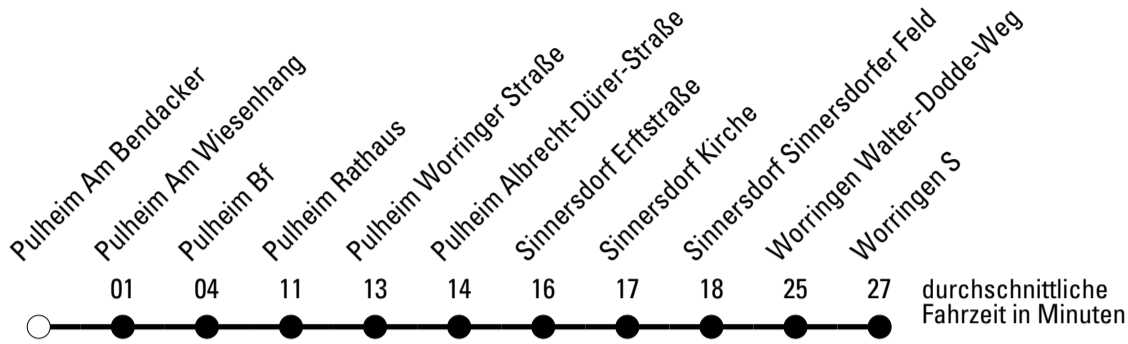 Pulheim Am Bendacker
Pulheim Am Wiesenhang
Pulheim Bf
Pulheim Rathaus
Pulheim Worringer Straße
Pulheim Albrecht-Dürer-Straße
Sinnersdorf Erftstraße
Sinnersdorf Kirche
Sinnersdorf Sinnersdorfer Feld
Worringen Walter-Dodde-Weg
Worringen S
01 04 11 13 14 16 17 18 25 27
durchschnittliche
Fahrzeit in Minuten